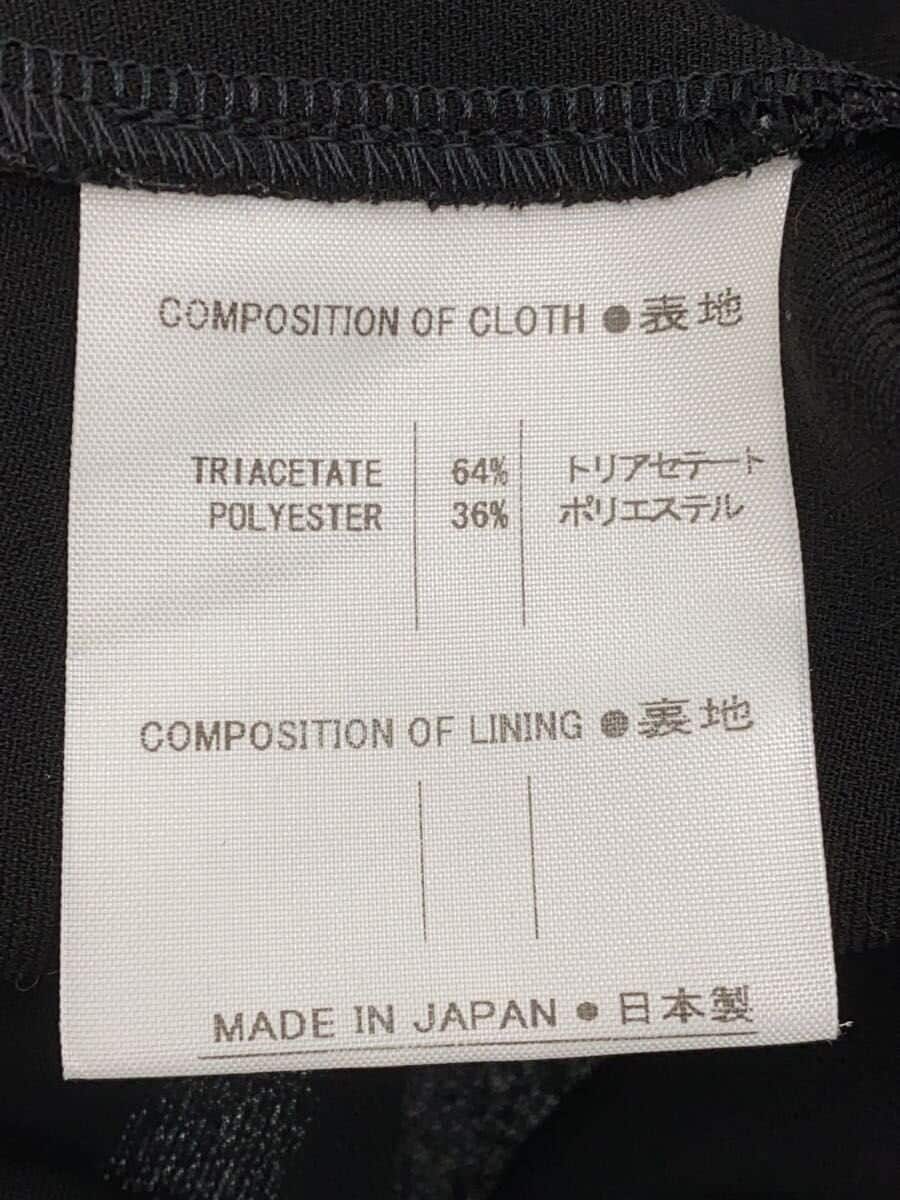 COMPOSITION OF CLOTH ● 表地
TRIACETATE 64% トリアセテート
POLYESTER 36% ポリエステル
COMPOSITION OF LINING ● 裏地
MADE IN JAPAN ● 日本製